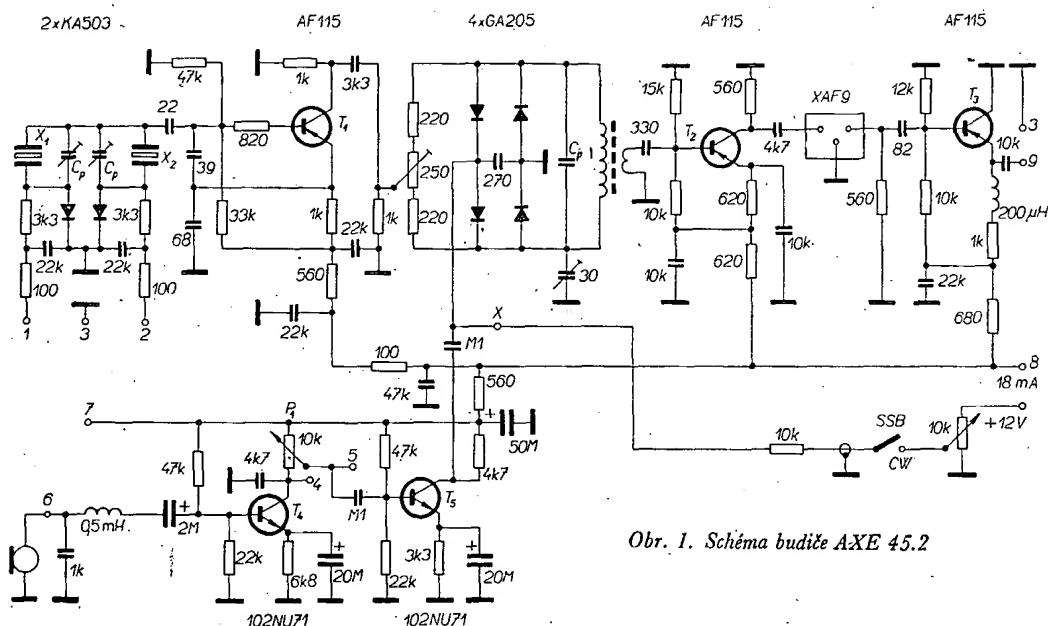 2xKA503 AF115 4xGA205 AF115 AF115
47k 1k 3k3 15k 560 12k
22 T1 220 XAF9 T3
X1 Cp Cp X2 820 330 T2 10k 3
39 250 270 Cp 4k7 82 9
3k3 3k3 33k 1k 1k 220 10k 620 560 10k 200µH
22k 22k 68 22k 10k 1k
100 100 560 30 10k 620 22k
1 3 2 22k 680
X
M1
100 8
47k 560 18 mA
7 P1 + SSB 10k +12V
10k 50M 10k
47k 4k7 5 47k 4k7 CW
6 4
0,5mH + 2M T4 M1 T5
1k 22k 6k8 + 20M 22k 3k3 + 20M
102NU71 102NU71
Obr. 1. Schéma budiče AXE 45.2